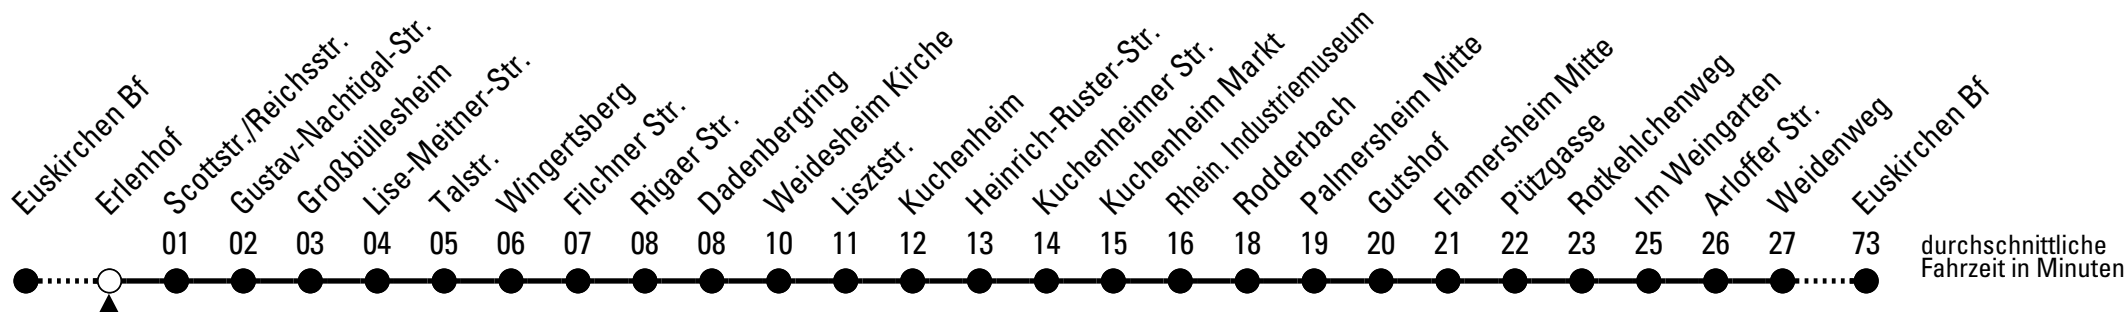 Euskirchen Bf
Erlenhof
Scottstr./Reichsstr.
Gustav-Nachtigal-Str.
Großbüllesheim
Lise-Meitner-Str.
Talstr.
Wingertsberg
Filchner Str.
Rigaer Str.
Dadenbergring
Weidesheim Kirche
Lisztstr.
Kuchenheim
Heinrich-Ruster-Str.
Kuchenheimer Str.
Kuchenheim Markt
Rhein. Industriemuseum
Rodderbach
Palmersheim Mitte
Gutshof
Flamersheim Mitte
Pützgasse
Rotkehlchenweg
Im Weingarten
Arloffer Str.
Weidenweg
Euskirchen Bf
01 02 03 04 05 06 07 08 08 10 11 12 13 14 15 16 18 19 20 21 22 23 25 26 27 73
durchschnittliche
Fahrzeit in Minuten